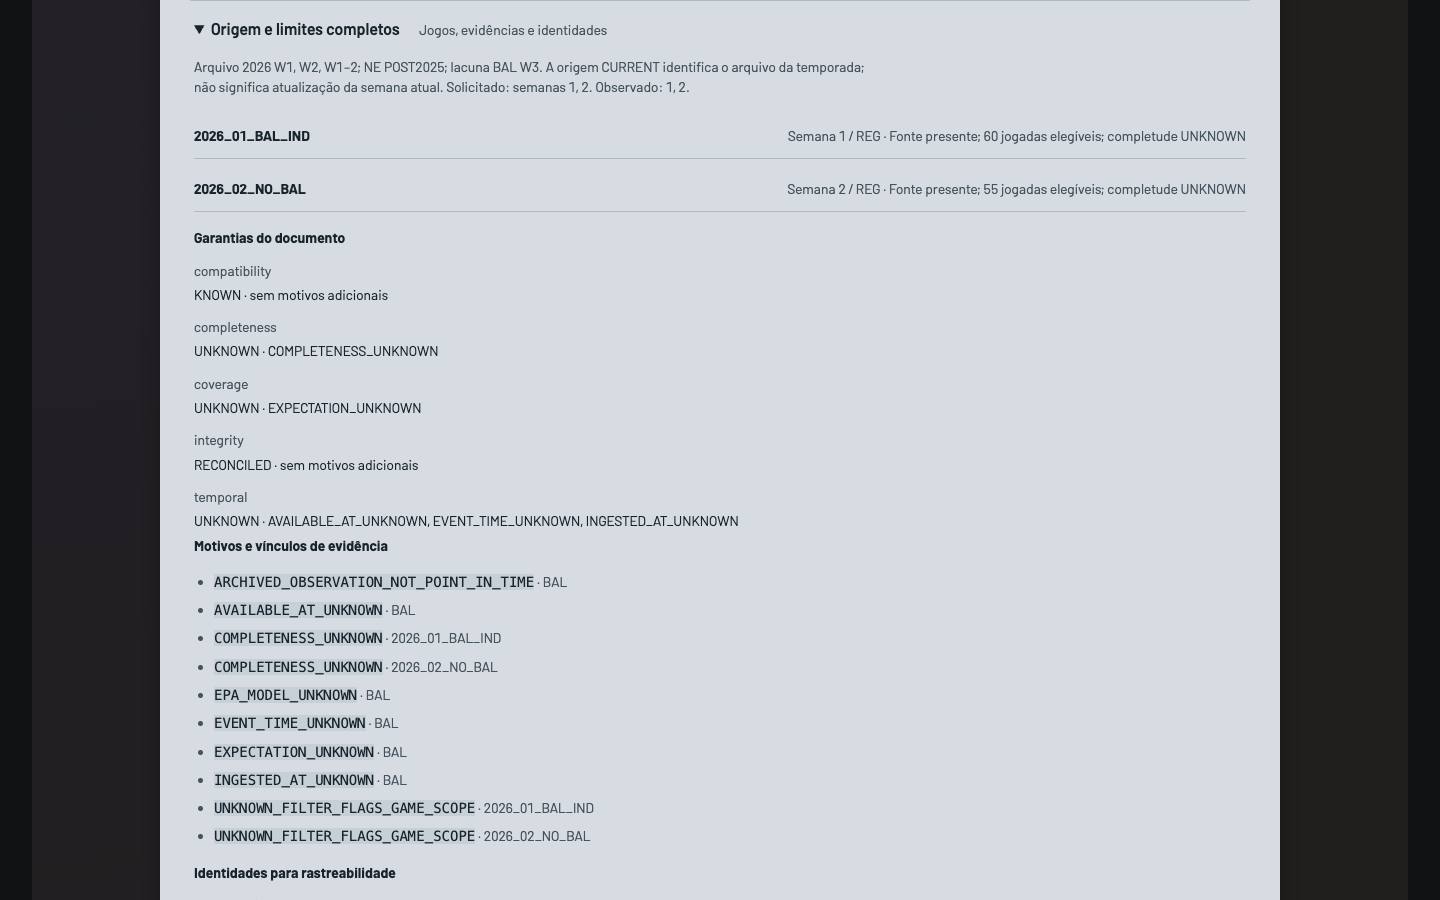 ▼ Origem e limites completos Jogos, evidências e identidades
Arquivo 2026 W1, W2, W1–2; NE POST2025; lacuna BAL W3. A origem CURRENT identifica o arquivo da temporada;
não significa atualização da semana atual. Solicitado: semanas 1, 2. Observado: 1, 2.
2026_01_BAL_IND Semana 1 / REG · Fonte presente; 60 jogadas elegíveis; completude UNKNOWN
2026_02_NO_BAL Semana 2 / REG · Fonte presente; 55 jogadas elegíveis; completude UNKNOWN
Garantias do documento
compatibility
KNOWN · sem motivos adicionais
completeness
UNKNOWN · COMPLETENESS_UNKNOWN
coverage
UNKNOWN · EXPECTATION_UNKNOWN
integrity
RECONCILED · sem motivos adicionais
temporal
UNKNOWN · AVAILABLE_AT_UNKNOWN, EVENT_TIME_UNKNOWN, INGESTED_AT_UNKNOWN
Motivos e vínculos de evidência
• ARCHIVED_OBSERVATION_NOT_POINT_IN_TIME · BAL
• AVAILABLE_AT_UNKNOWN · BAL
• COMPLETENESS_UNKNOWN · 2026_01_BAL_IND
• COMPLETENESS_UNKNOWN · 2026_02_NO_BAL
• EPA_MODEL_UNKNOWN · BAL
• EVENT_TIME_UNKNOWN · BAL
• EXPECTATION_UNKNOWN · BAL
• INGESTED_AT_UNKNOWN · BAL
• UNKNOWN_FILTER_FLAGS_GAME_SCOPE · 2026_01_BAL_IND
• UNKNOWN_FILTER_FLAGS_GAME_SCOPE · 2026_02_NO_BAL
Identidades para rastreabilidade